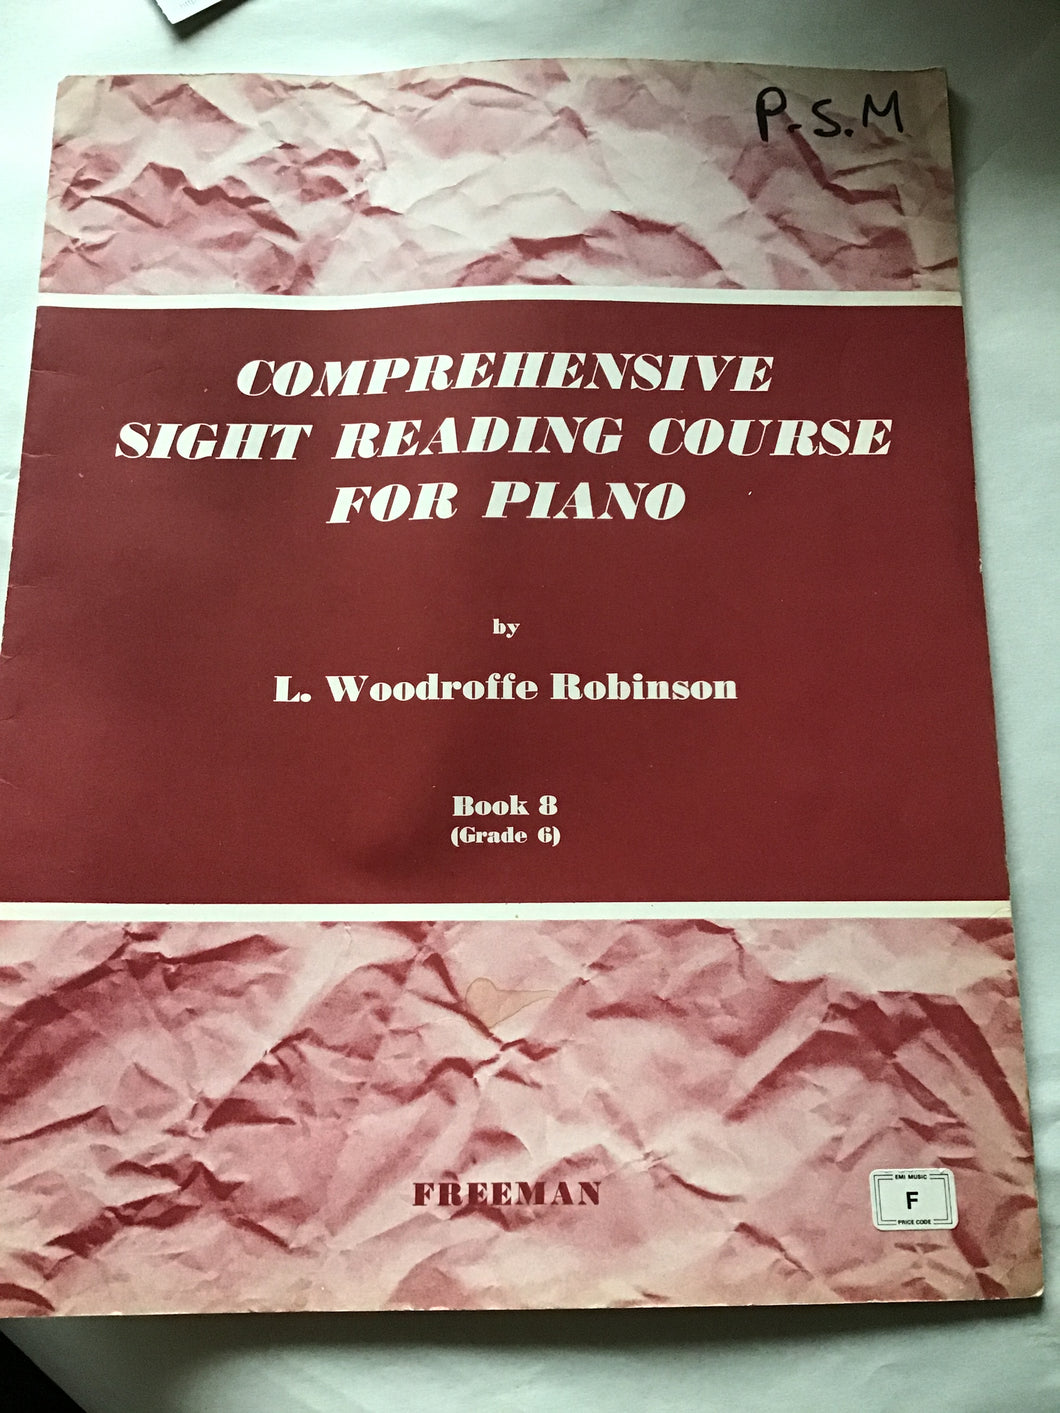 P.S.M
COMPREHENSIVE
SIGHT READING COURSE
FOR PIANO
by
L. Woodroffe Robinson
Book 8
(Grade 6)
FREEMAN
EMI MUSIC
F
PRICE CODE